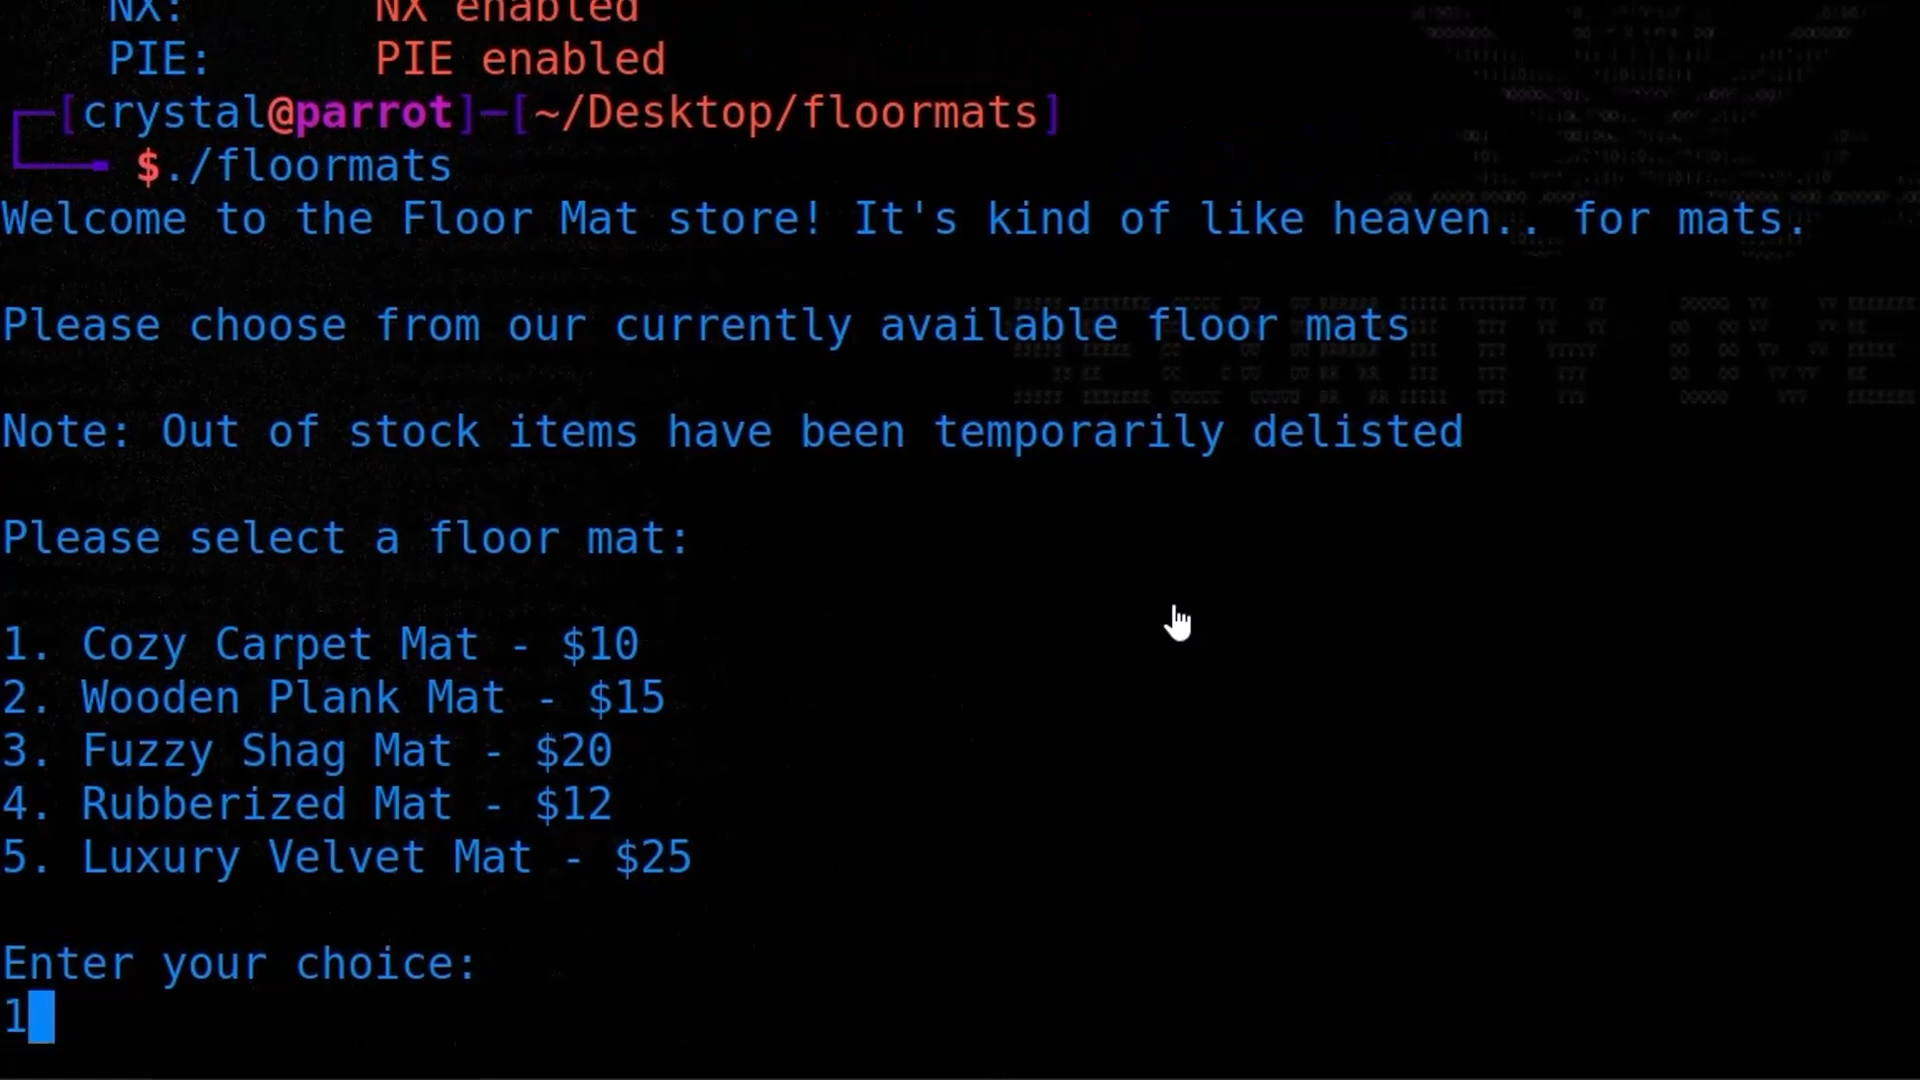 NX: NX enabled
PIE: PIE enabled
[crystal@parrot]-[~/Desktop/floormats]
$./floormats
Welcome to the Floor Mat store! It's kind of like heaven.. for mats.
Please choose from our currently available floor mats
Note: Out of stock items have been temporarily delisted
Please select a floor mat:
1. Cozy Carpet Mat - $10
2. Wooden Plank Mat - $15
3. Fuzzy Shag Mat - $20
4. Rubberized Mat - $12
5. Luxury Velvet Mat - $25
Enter your choice:
1